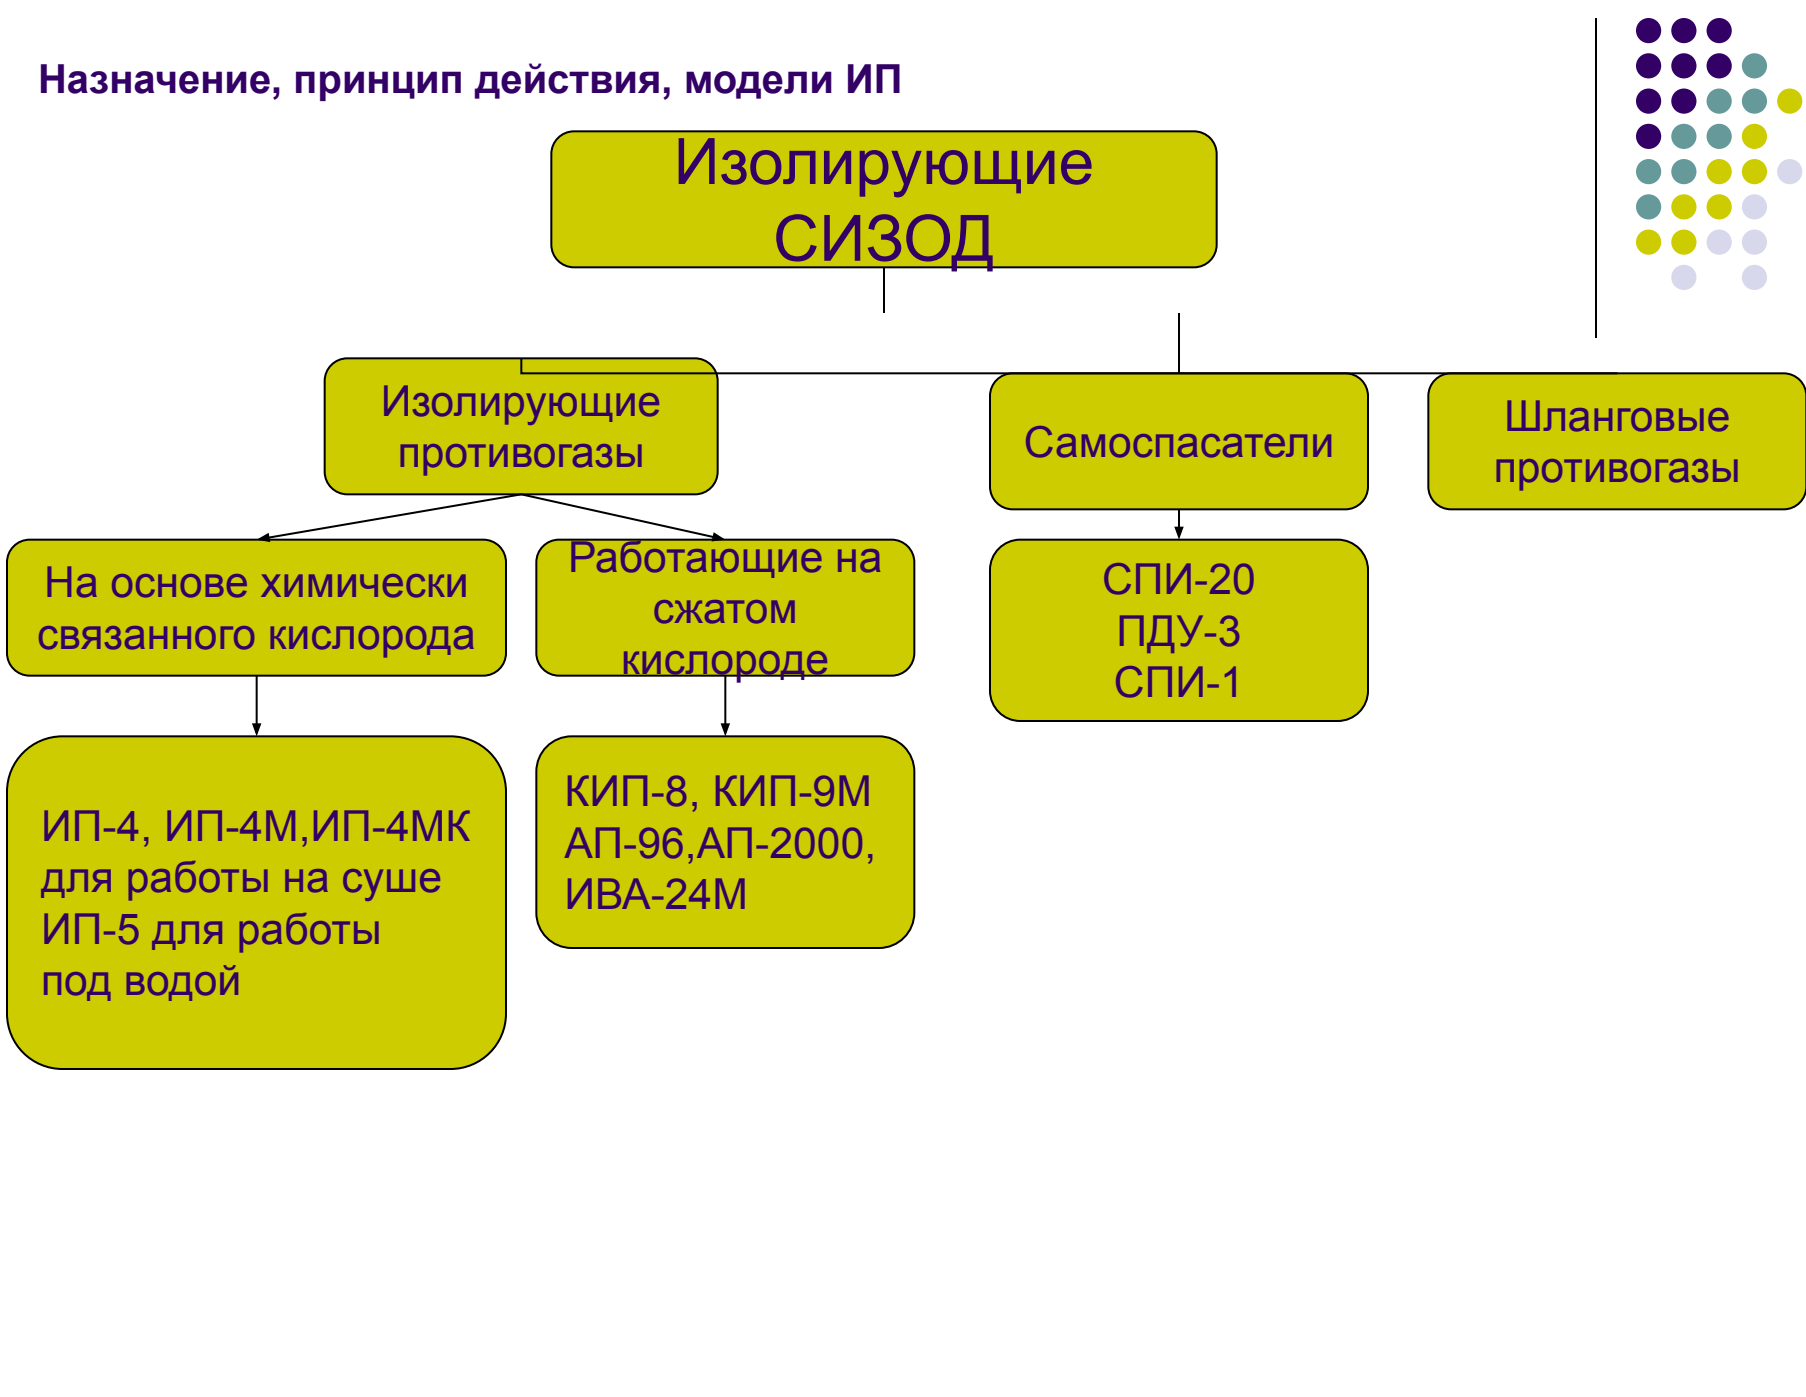 Назначение, принцип действия, модели ИП
Изолирующие
СИЗОД
Изолирующие
противогазы
Самоспасатели
Шланговые
противогазы
На основе химически
связанного кислорода
Работающие на
сжатом
кислороде
СПИ-20
ПДУ-3
СПИ-1
ИП-4, ИП-4М,ИП-4МК
для работы на суше
ИП-5 для работы
под водой
КИП-8, КИП-9М
АП-96,АП-2000,
ИВА-24М